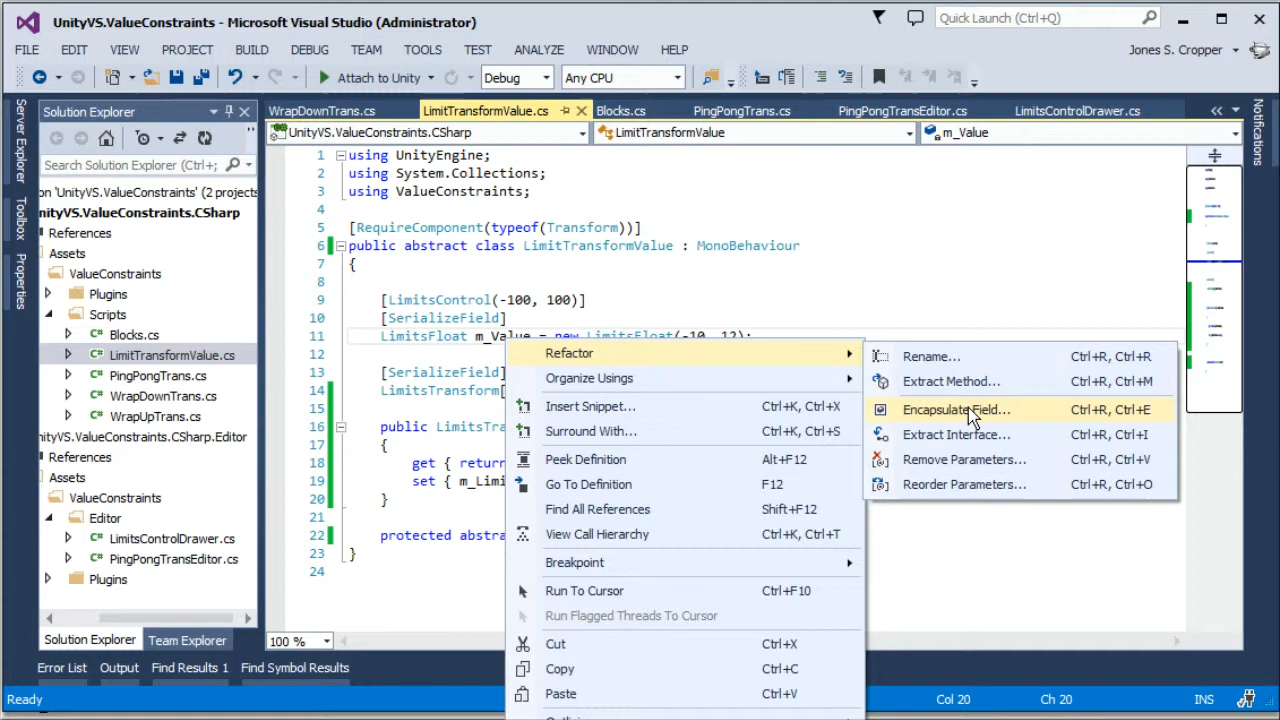 UnityVS.ValueConstraints - Microsoft Visual Studio (Administrator)
Quick Launch (Ctrl+Q)
FILE EDIT VIEW PROJECT BUILD DEBUG TEAM TOOLS TEST ANALYZE WINDOW HELP
Jones S. Cropper
Attach to Unity
Debug
Any CPU
Server Explorer
Toolbox
Properties
Solution Explorer
Search Solution Explorer (Ctrl+;
on 'UnityVS.ValueConstraints' (2 projects
nityVS.ValueConstraints.CSharp
References
Assets
ValueConstraints
Plugins
Scripts
C# Blocks.cs
C# LimitTransformValue.cs
C# PingPongTrans.cs
C# WrapDownTrans.cs
C# WrapUpTrans.cs
nityVS.ValueConstraints.CSharp.Editor
References
Assets
ValueConstraints
Editor
C# LimitsControlDrawer.cs
C# PingPongTransEditor.cs
Plugins
Solution Explorer
Team Explorer
WrapDownTrans.cs
LimitTransformValue.cs
Blocks.cs
PingPongTrans.cs
PingPongTransEditor.cs
LimitsControlDrawer.cs
Notifications
UnityVS.ValueConstraints.CSharp
LimitTransformValue
m_Value
1 using UnityEngine;
2 using System.Collections;
3 using ValueConstraints;
4
5 [RequireComponent(typeof(Transform))]
6 public abstract class LimitTransformValue : MonoBehaviour
7 {
8
9 [LimitsControl(-100, 100)]
10 [SerializeField]
11 LimitsFloat m_Value = new LimitsFloat(-10, 12);
12
13 [SerializeField]
14 LimitsTransform[
15
16 public LimitsTra
17 {
18 get { return
19 set { m_Limi
20 }
21
22 protected abstra
23 }
24
Refactor
Organize Usings
Insert Snippet... Ctrl+K, Ctrl+X
Surround With... Ctrl+K, Ctrl+S
Peek Definition Alt+F12
Go To Definition F12
Find All References Shift+F12
View Call Hierarchy Ctrl+K, Ctrl+T
Breakpoint
Run To Cursor Ctrl+F10
Run Flagged Threads To Cursor
Cut Ctrl+X
Copy Ctrl+C
Paste Ctrl+V
Rename... Ctrl+R, Ctrl+R
Extract Method... Ctrl+R, Ctrl+M
Encapsulate Field... Ctrl+R, Ctrl+E
Extract Interface... Ctrl+R, Ctrl+I
Remove Parameters... Ctrl+R, Ctrl+V
Reorder Parameters... Ctrl+R, Ctrl+O
100 %
Error List Output Find Results 1 Find Symbol Results
Ready
Col 20
Ch 20
INS